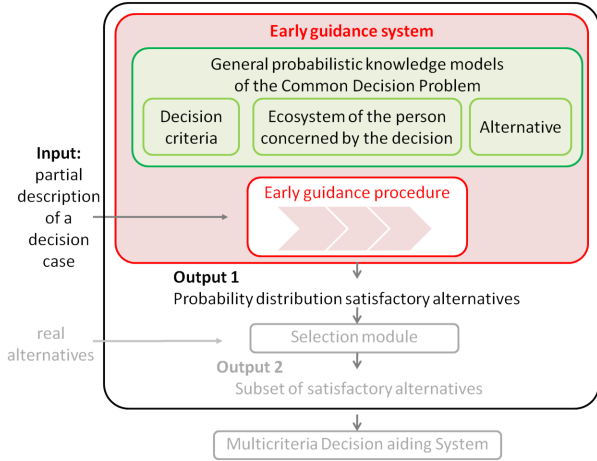 Early guidance system
General probabilistic knowledge models
of the Common Decision Problem
Decision
criteria
Ecosystem of the person
concerned by the decision
Alternative
Input:
partial
description
of a
decision
case
Early guidance procedure
Output 1
Probability distribution satisfactory alternatives
real
alternatives
Selection module
Output 2
Subset of satisfactory alternatives
Multicriteria Decision aiding System